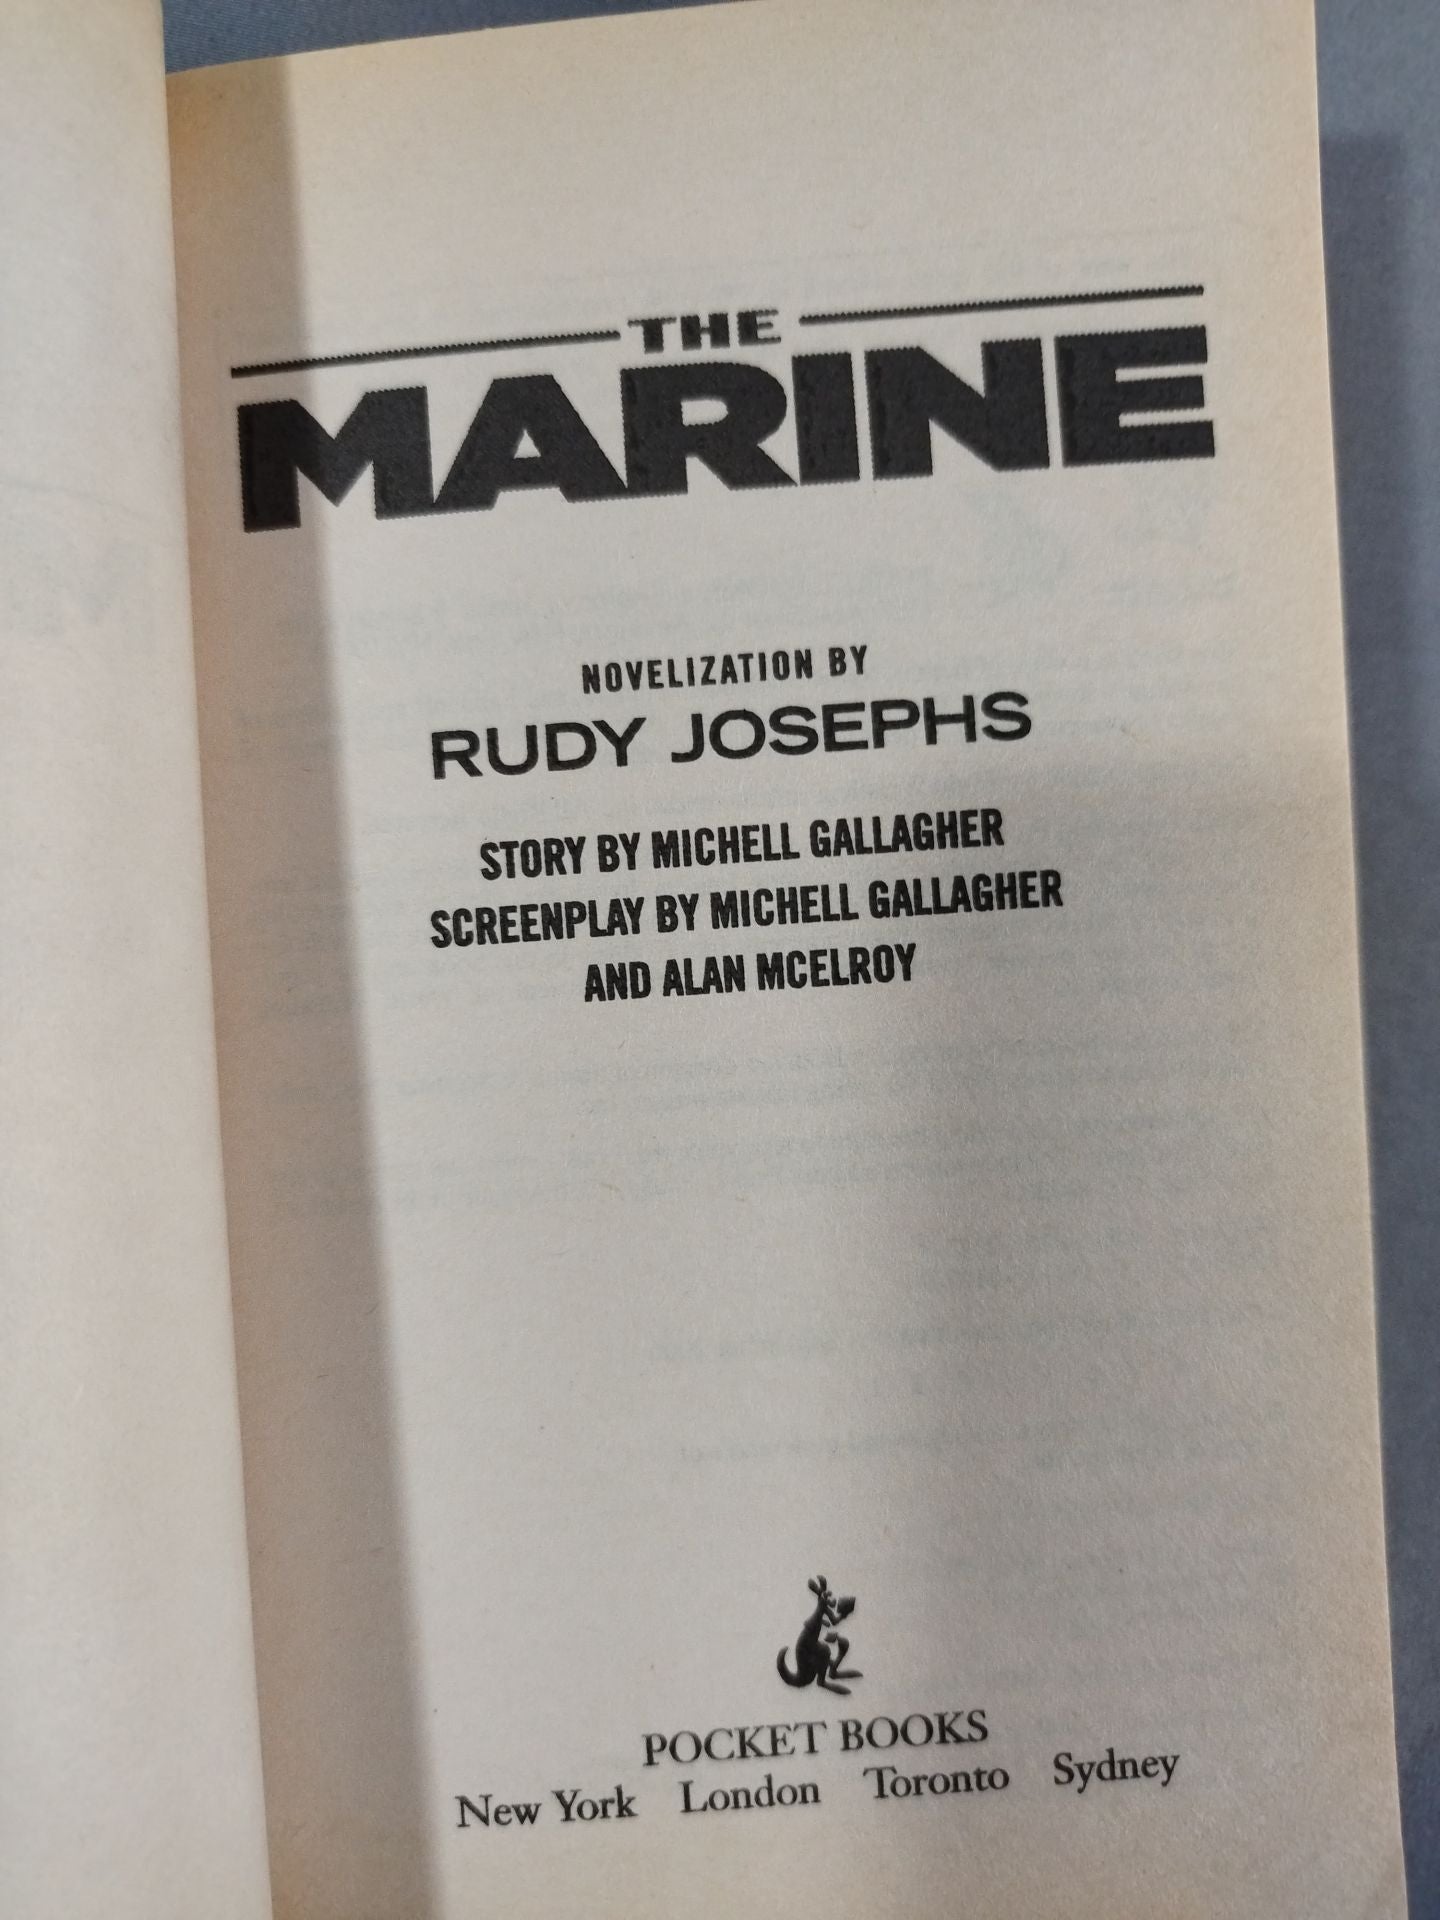 THE
MARINE
NOVELIZATION BY
RUDY JOSEPHS
STORY BY MICHELL GALLAGHER
SCREENPLAY BY MICHELL GALLAGHER
AND ALAN MCELROY
POCKET BOOKS
New York London Toronto Sydney